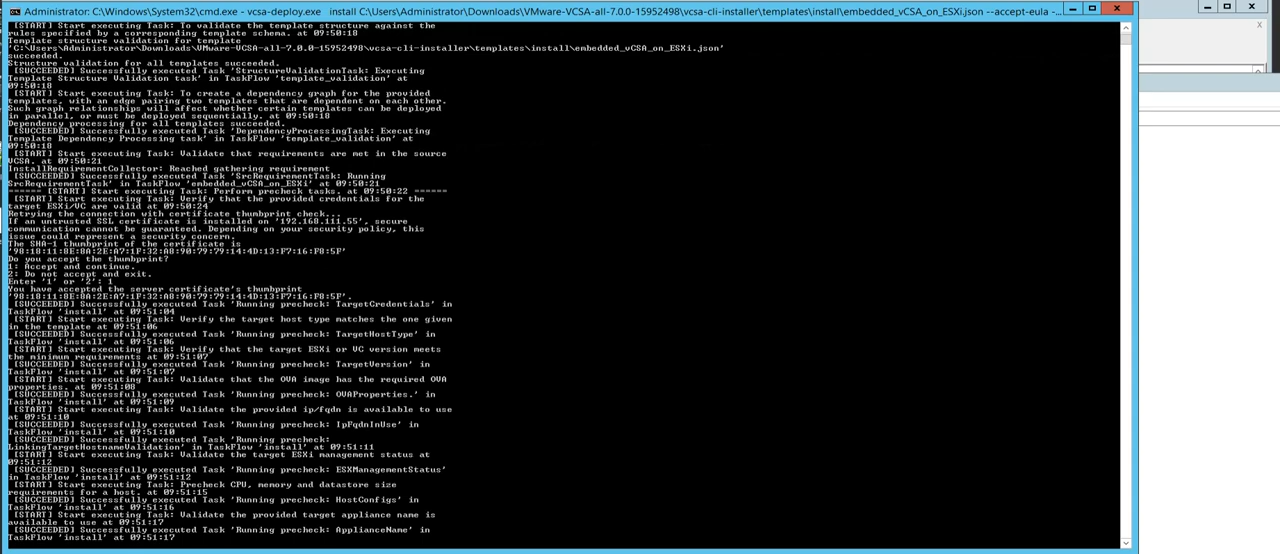 Administrator: C:\Windows\System32\cmd.exe - vcsa-deploy.exe   install C:\Users\Administrator\Downloads\VMware-VCSA-all-7.0.0-15952498\vcsa-cli-installer\templates\install\embedded_vCSA_on_ESXi.json --accept-eula -...
[START] Start executing Task: To validate the template structure against the
rules specified by a corresponding template schema. at 09:50:18
Template structure validation for template
'C:\Users\Administrator\Downloads\VMware-VCSA-all-7.0.0-15952498\vcsa-cli-installer\templates\install\embedded_vCSA_on_ESXi.json'
succeeded.
Structure validation for all templates succeeded.
[SUCCEEDED] Successfully executed Task 'StructureValidationTask: Executing
Template Structure Validation task' in TaskFlow 'template_validation' at
09:50:18
[START] Start executing Task: To create a dependency graph for the provided
templates, with an edge pairing two templates that are dependent on each other.
Such graph relationships will affect whether certain templates can be deployed
in parallel, or must be deployed sequentially. at 09:50:18
Dependency processing for all templates succeeded.
[SUCCEEDED] Successfully executed Task 'DependencyProcessingTask: Executing
Template Dependency Processing task' in TaskFlow 'template_validation' at
09:50:18
[START] Start executing Task: Validate that requirements are met in the source
VCSA. at 09:50:21
InstallRequirementCollector: Reached gathering requirement
[SUCCEEDED] Successfully executed Task 'SrcRequirementTask: Running
SrcRequirementTask' in TaskFlow 'embedded_vCSA_on_ESXi' at 09:50:21
====== [START] Start executing Task: Perform precheck tasks. at 09:50:22 ======
[START] Start executing Task: Verify that the provided credentials for the
target ESXi/VC are valid at 09:50:24
Retrying the connection with certificate thumbprint check...
If an untrusted SSL certificate is installed on '192.168.111.55', secure
communication cannot be guaranteed. Depending on your security policy, this
issue could represent a security concern.
The SHA-1 thumbprint of the certificate is
'98:18:11:8E:8A:2E:A7:1F:32:A8:90:79:79:14:4D:13:F7:16:F8:5F'
Do you accept the thumbprint?
1: Accept and continue.
2: Do not accept and exit.
Enter '1' or '2': 1
You have accepted the server certificate's thumbprint
'98:18:11:8E:8A:2E:A7:1F:32:A8:90:79:79:14:4D:13:F7:16:F8:5F'.
[SUCCEEDED] Successfully executed Task 'Running precheck: TargetCredentials' in
TaskFlow 'install' at 09:51:04
[START] Start executing Task: Verify the target host type matches the one given
in the template at 09:51:06
[SUCCEEDED] Successfully executed Task 'Running precheck: TargetHostType' in
TaskFlow 'install' at 09:51:06
[START] Start executing Task: Verify that the target ESXi or VC version meets
the minimum requirements at 09:51:07
[SUCCEEDED] Successfully executed Task 'Running precheck: TargetVersion' in
TaskFlow 'install' at 09:51:07
[START] Start executing Task: Validate that the OVA image has the required OVA
properties. at 09:51:08
[SUCCEEDED] Successfully executed Task 'Running precheck: OVAProperties.' in
TaskFlow 'install' at 09:51:09
[START] Start executing Task: Validate the provided ip/fqdn is available to use
at 09:51:10
[SUCCEEDED] Successfully executed Task 'Running precheck: IpFqdnInUse' in
TaskFlow 'install' at 09:51:10
[SUCCEEDED] Successfully executed Task 'Running precheck:
LinkingTargetHostnameValidation' in TaskFlow 'install' at 09:51:11
[START] Start executing Task: Validate the target ESXi management status at
09:51:12
[SUCCEEDED] Successfully executed Task 'Running precheck: ESXManagementStatus'
in TaskFlow 'install' at 09:51:12
[START] Start executing Task: Precheck CPU, memory and datastore size
requirements for a host. at 09:51:15
[SUCCEEDED] Successfully executed Task 'Running precheck: HostConfigs' in
TaskFlow 'install' at 09:51:16
[START] Start executing Task: Validate the provided target appliance name is
available to use at 09:51:17
[SUCCEEDED] Successfully executed Task 'Running precheck: ApplianceName' in
TaskFlow 'install' at 09:51:17